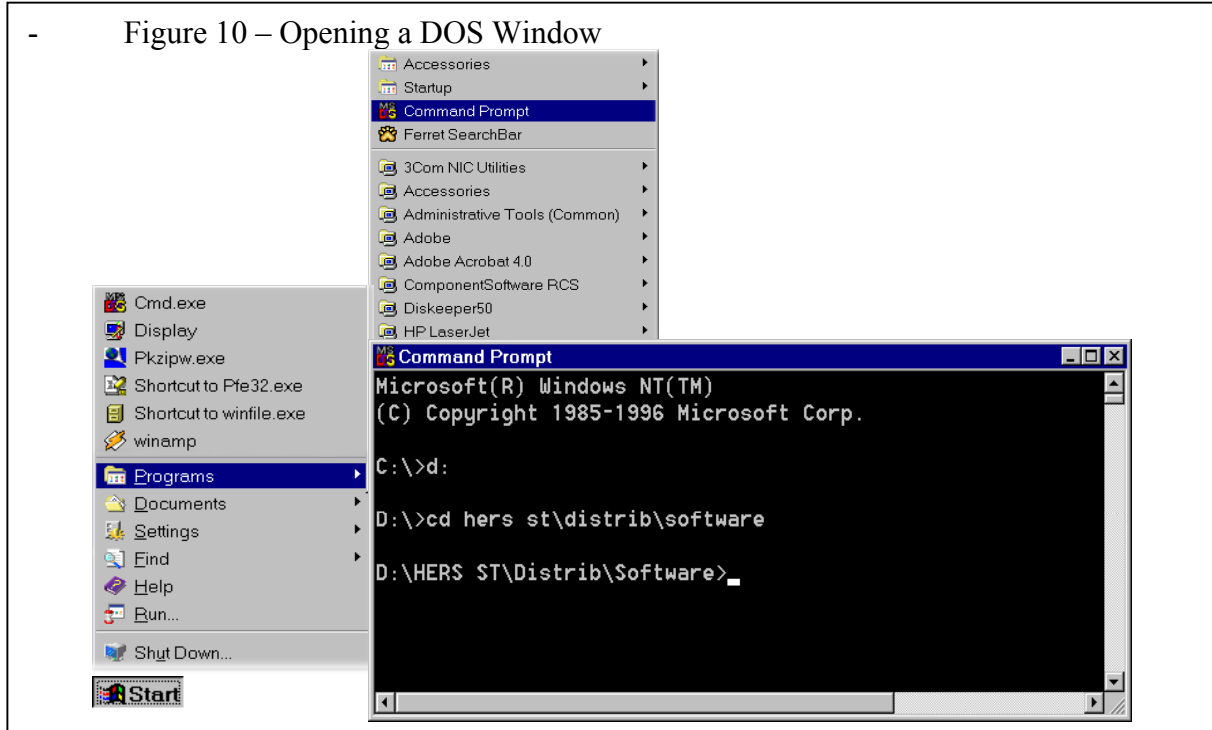 - Figure 10 – Opening a DOS Window
Accessories
Startup
Command Prompt
Ferret SearchBar
3Com NIC Utilities
Accessories
Administrative Tools (Common)
Adobe
Adobe Acrobat 4.0
ComponentSoftware RCS
Diskeeper50
HP LaserJet
Cmd.exe
Display
Pkzipw.exe
Shortcut to Pfe32.exe
Shortcut to winfile.exe
winamp
Programs
Documents
Settings
Find
Help
Run...
Shut Down...
Start
Command Prompt
Microsoft(R) Windows NT(TM)
(C) Copyright 1985-1996 Microsoft Corp.
C:\>d:
D:\>cd hers st\distrib\software
D:\HERS ST\Distrib\Software>_